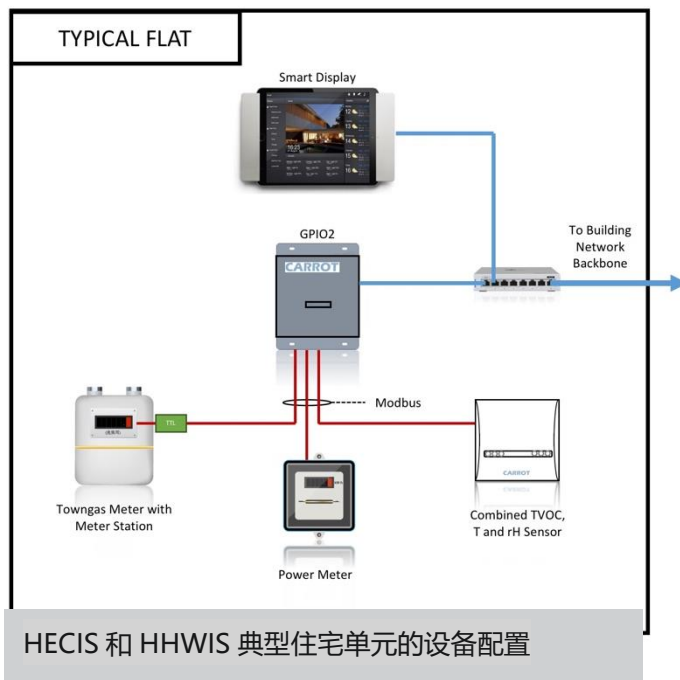 TYPICAL FLAT
Smart Display
GPIO2
CARROT
To Building
Network
Backbone
Modbus
TTL
Towngas Meter with
Meter Station
Power Meter
CARROT
Combined TVOC,
T and rH Sensor
HECIS 和 HHWIS 典型住宅单元的设备配置